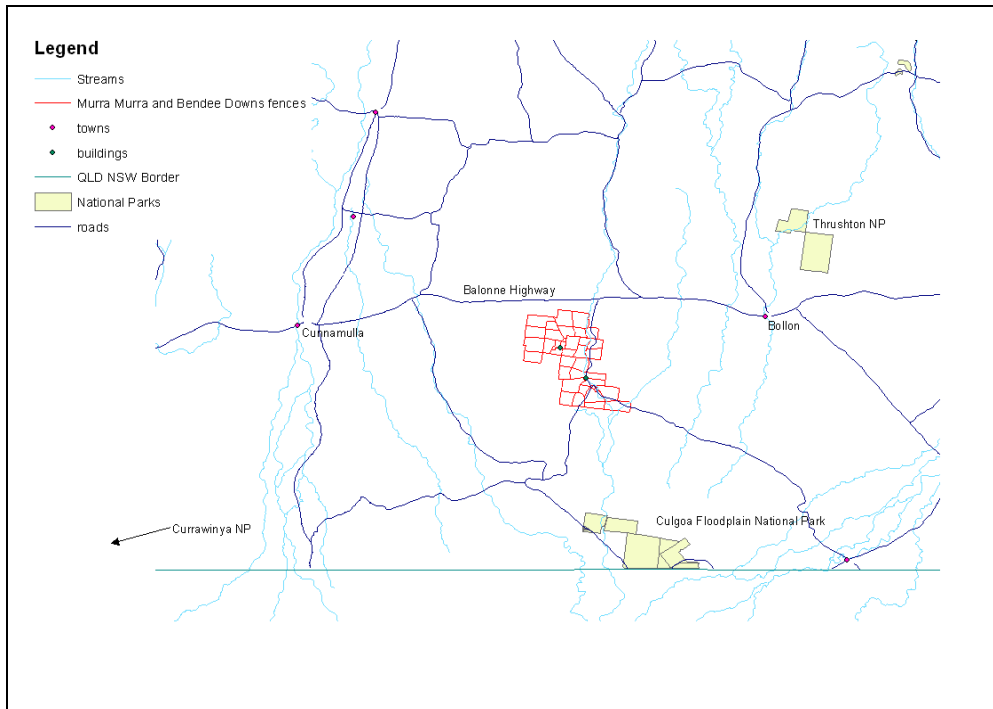 Legend
Streams
Murra Murra and Bendee Downs fences
towns
buildings
QLD NSW Border
National Parks
roads
Thrushton NP
Balonne Highway
Cunnamulla
Bollon
Currawinya NP
Culgoa Floodplain National Park